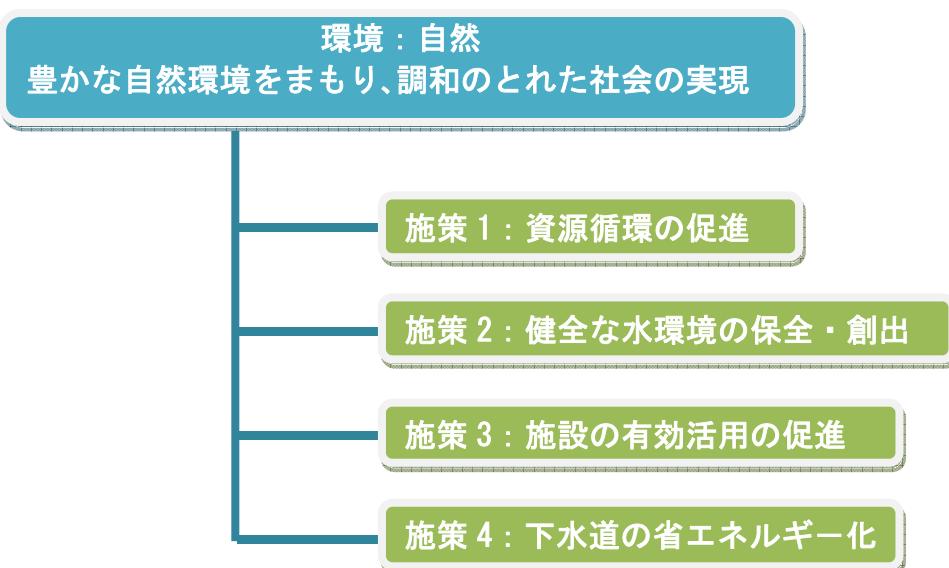 環境：自然
豊かな自然環境をまもり、調和のとれた社会の実現
施策1：資源循環の促進
施策2：健全な水環境の保全・創出
施策3：施設の有効活用の促進
施策4：下水道の省エネルギー化